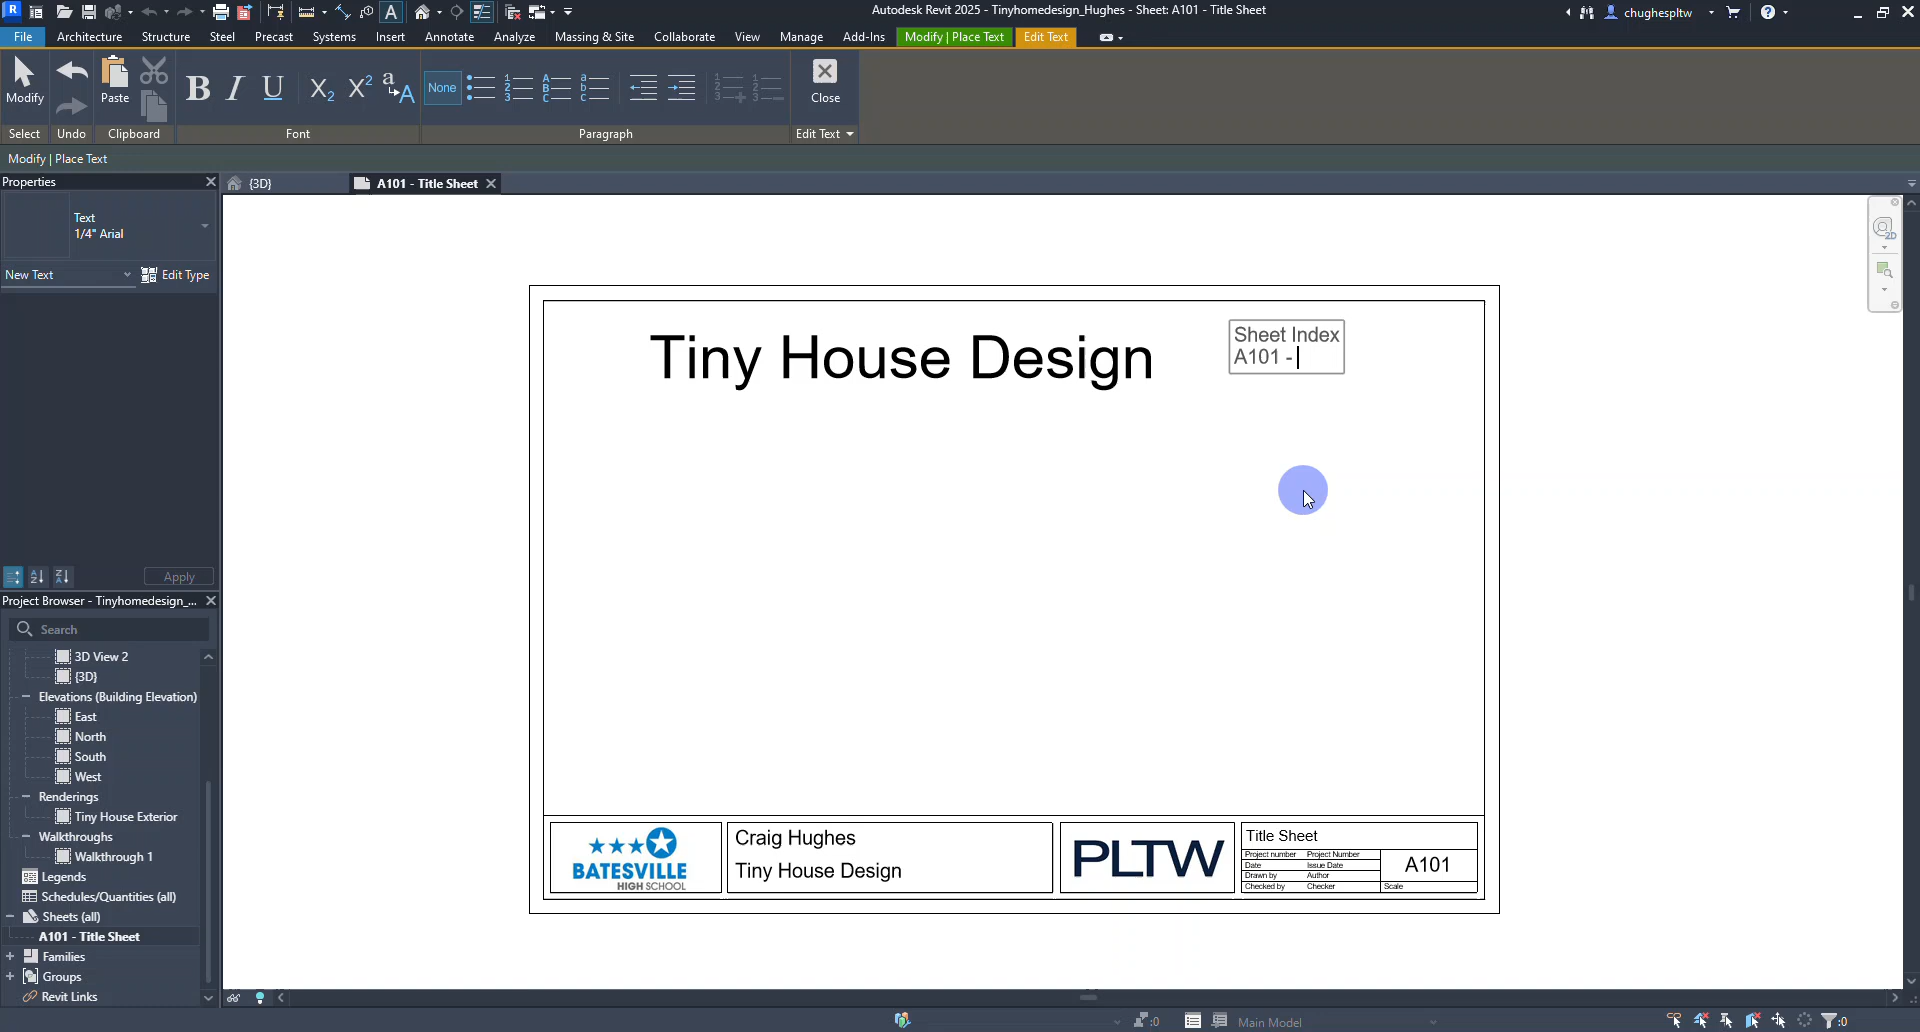 Autodesk Revit 2025 - Tinyhomedesign_Hughes - Sheet: A101 - Title Sheet
chughespltw
File Architecture Structure Steel Precast Systems Insert Annotate Analyze Massing & Site Collaborate View Manage Add-Ins Modify | Place Text Edit Text
Modify
Paste
None
Close
Select Undo Clipboard Font Paragraph Edit Text
Modify | Place Text
Properties
{3D}
A101 - Title Sheet
Text
1/4" Arial
New Text
Edit Type
Apply
Project Browser - Tinyhomedesign_...
Search
3D View 2
{3D}
Elevations (Building Elevation)
East
North
South
West
Renderings
Tiny House Exterior
Walkthroughs
Walkthrough 1
Legends
Schedules/Quantities (all)
Sheets (all)
A101 - Title Sheet
Families
Groups
Revit Links
Tiny House Design
Sheet Index
A101 -
BATESVILLE
HIGH SCHOOL
Craig Hughes
Tiny House Design
PLTW
Title Sheet
Project number Project Number
Date Issue Date
Drawn by Author
Checked by Checker
A101
Scale
:0
Main Model
:0